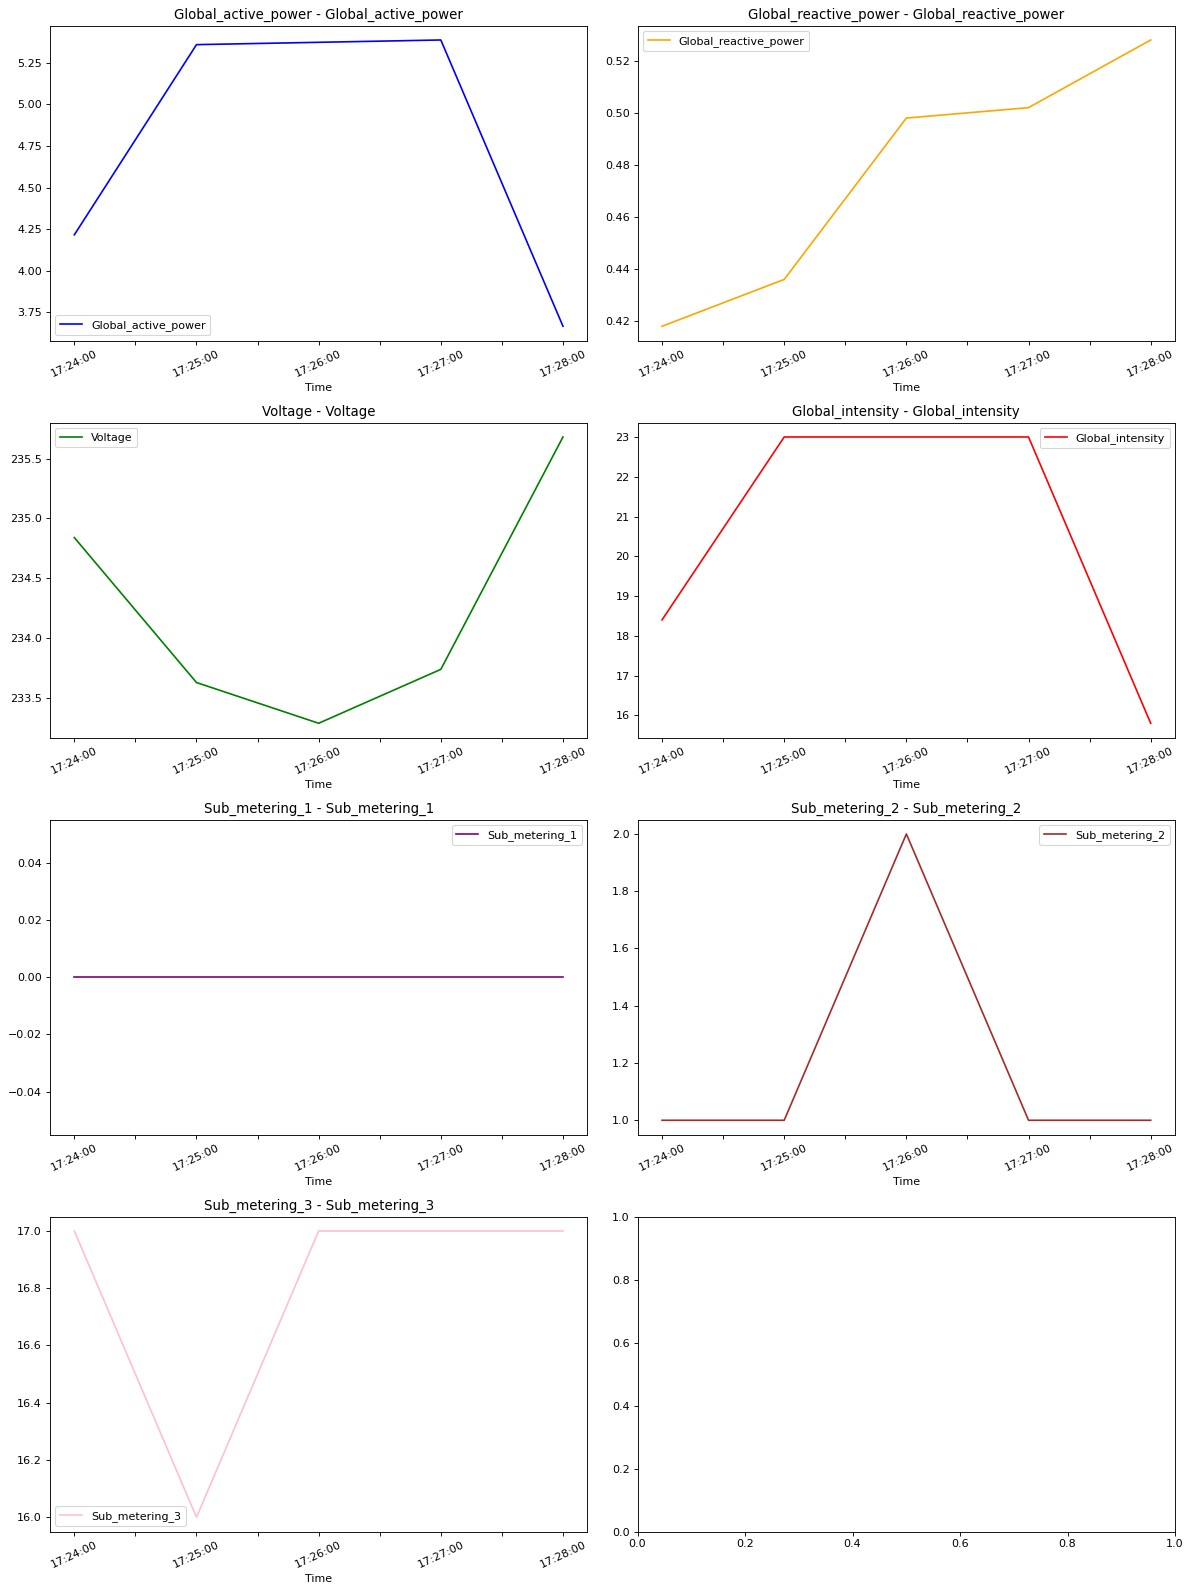 Global_active_power - Global_active_power
5.25
5.00
4.75
4.50
4.25
4.00
3.75
Global_active_power
17:24:00 17:25:00 17:26:00 17:27:00 17:28:00
Time
Global_reactive_power - Global_reactive_power
Global_reactive_power
0.52
0.50
0.48
0.46
0.44
0.42
17:24:00 17:25:00 17:26:00 17:27:00 17:28:00
Time
Voltage - Voltage
Voltage
235.5
235.0
234.5
234.0
233.5
17:24:00 17:25:00 17:26:00 17:27:00 17:28:00
Time
Global_intensity - Global_intensity
Global_intensity
23
22
21
20
19
18
17
16
17:24:00 17:25:00 17:26:00 17:27:00 17:28:00
Time
Sub_metering_1 - Sub_metering_1
Sub_metering_1
0.04
0.02
0.00
−0.02
−0.04
17:24:00 17:25:00 17:26:00 17:27:00 17:28:00
Time
Sub_metering_2 - Sub_metering_2
Sub_metering_2
2.0
1.8
1.6
1.4
1.2
1.0
17:24:00 17:25:00 17:26:00 17:27:00 17:28:00
Time
Sub_metering_3 - Sub_metering_3
17.0
16.8
16.6
16.4
16.2
16.0
Sub_metering_3
17:24:00 17:25:00 17:26:00 17:27:00 17:28:00
Time
1.0
0.8
0.6
0.4
0.2
0.0
0.0 0.2 0.4 0.6 0.8 1.0